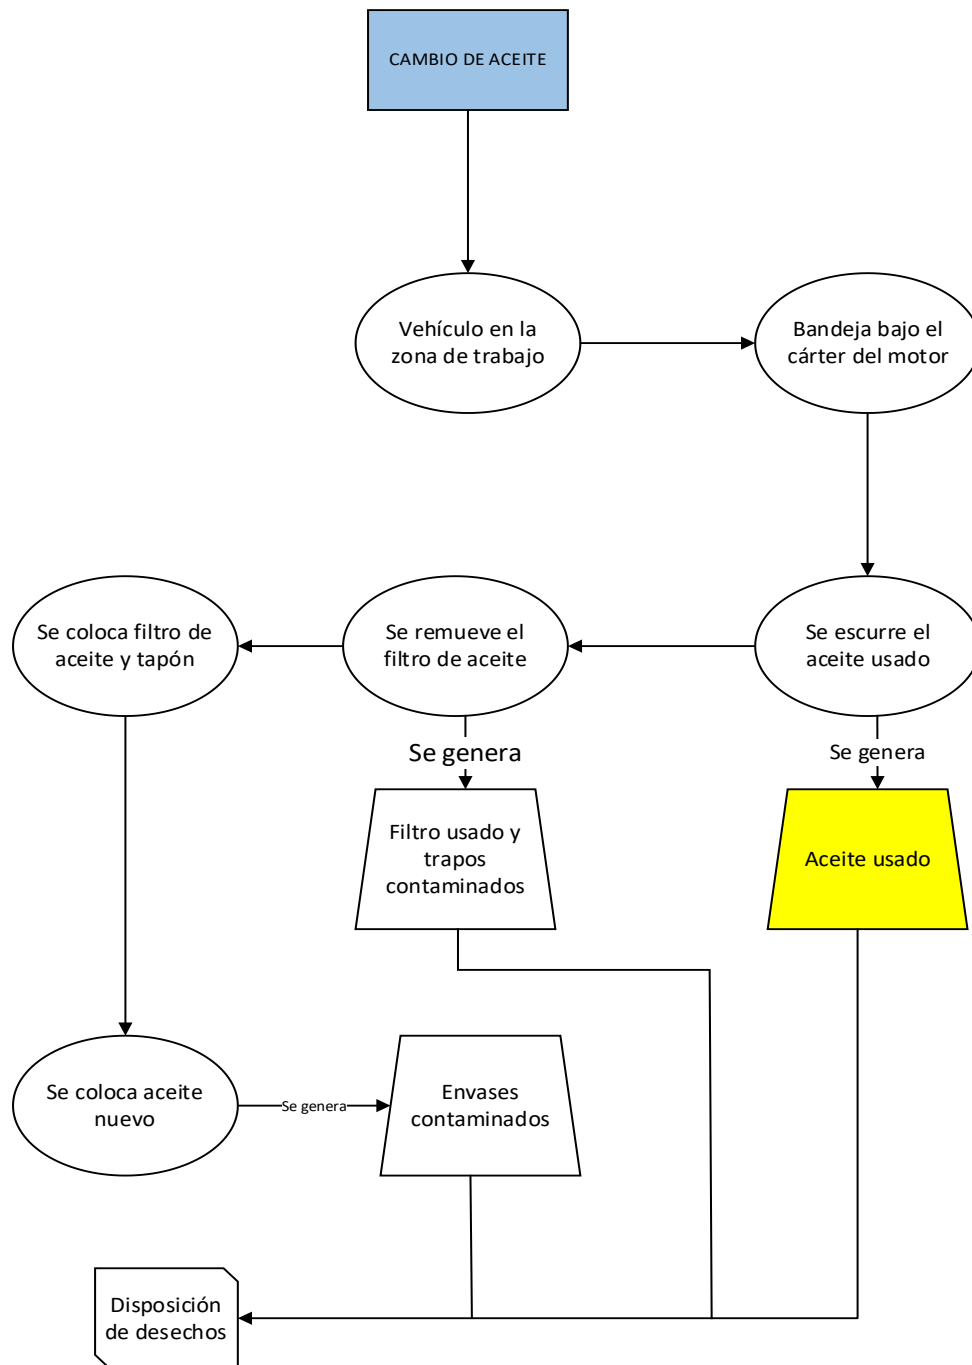 CAMBIO DE ACEITE
Vehículo en la
zona de trabajo
Bandeja bajo el
cárter del motor
Se coloca filtro de
aceite y tapón
Se remueve el
filtro de aceite
Se escurre el
aceite usado
Se genera
Se genera
Filtro usado y
trapos
contaminados
Aceite usado
Se coloca aceite
nuevo
Se genera
Envases
contaminados
Disposición
de desechos